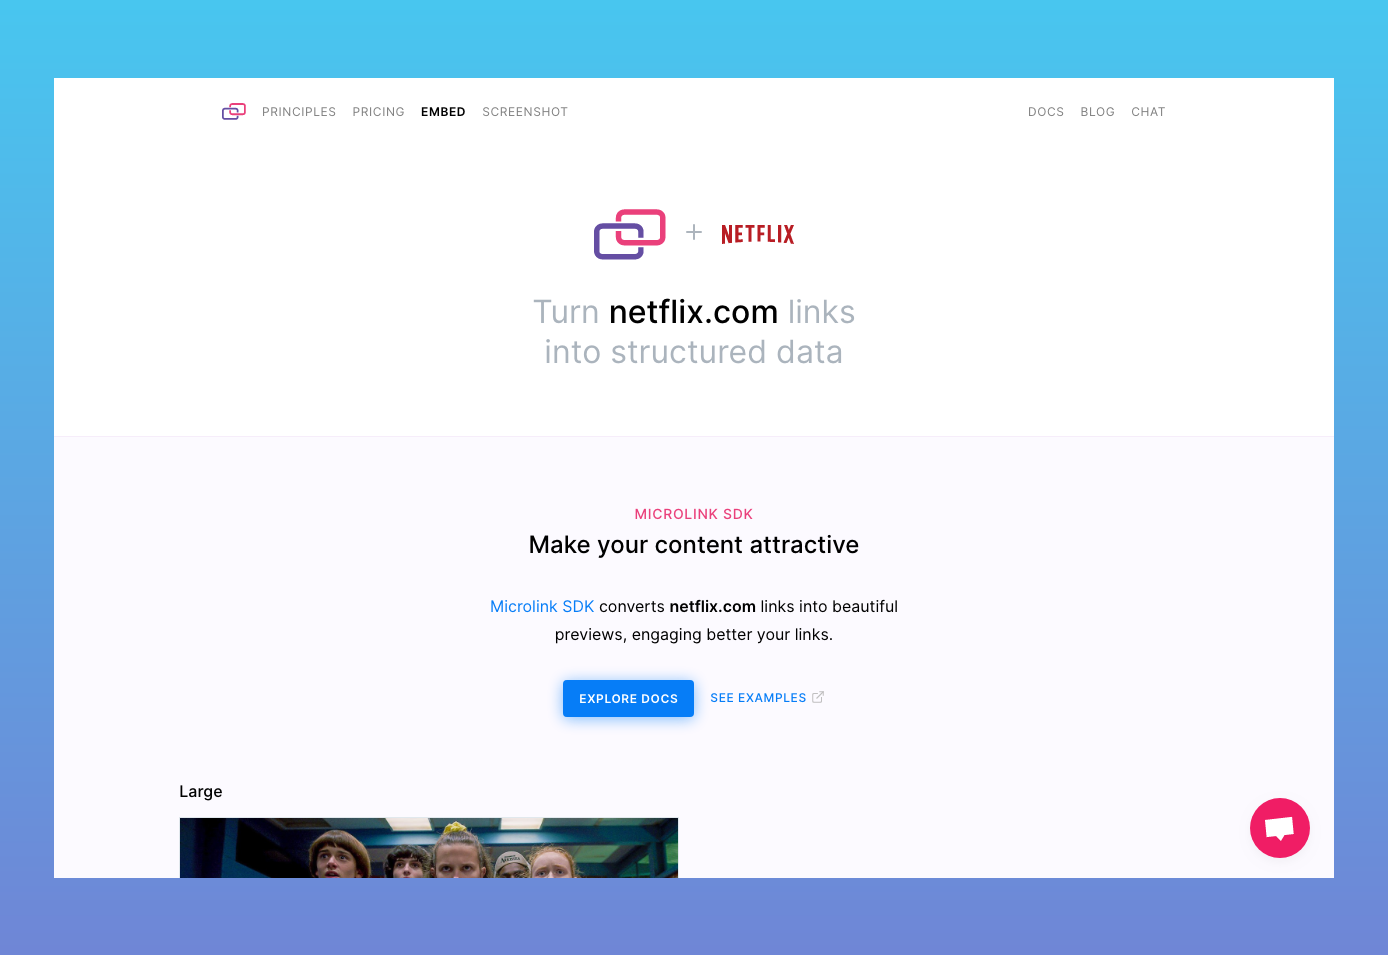 PRINCIPLES PRICING EMBED SCREENSHOT DOCS BLOG CHAT
NETFLIX
Turn netflix.com links
into structured data
MICROLINK SDK
Make your content attractive
Microlink SDK converts netflix.com links into beautiful
previews, engaging better your links.
EXPLORE DOCS SEE EXAMPLES
Large